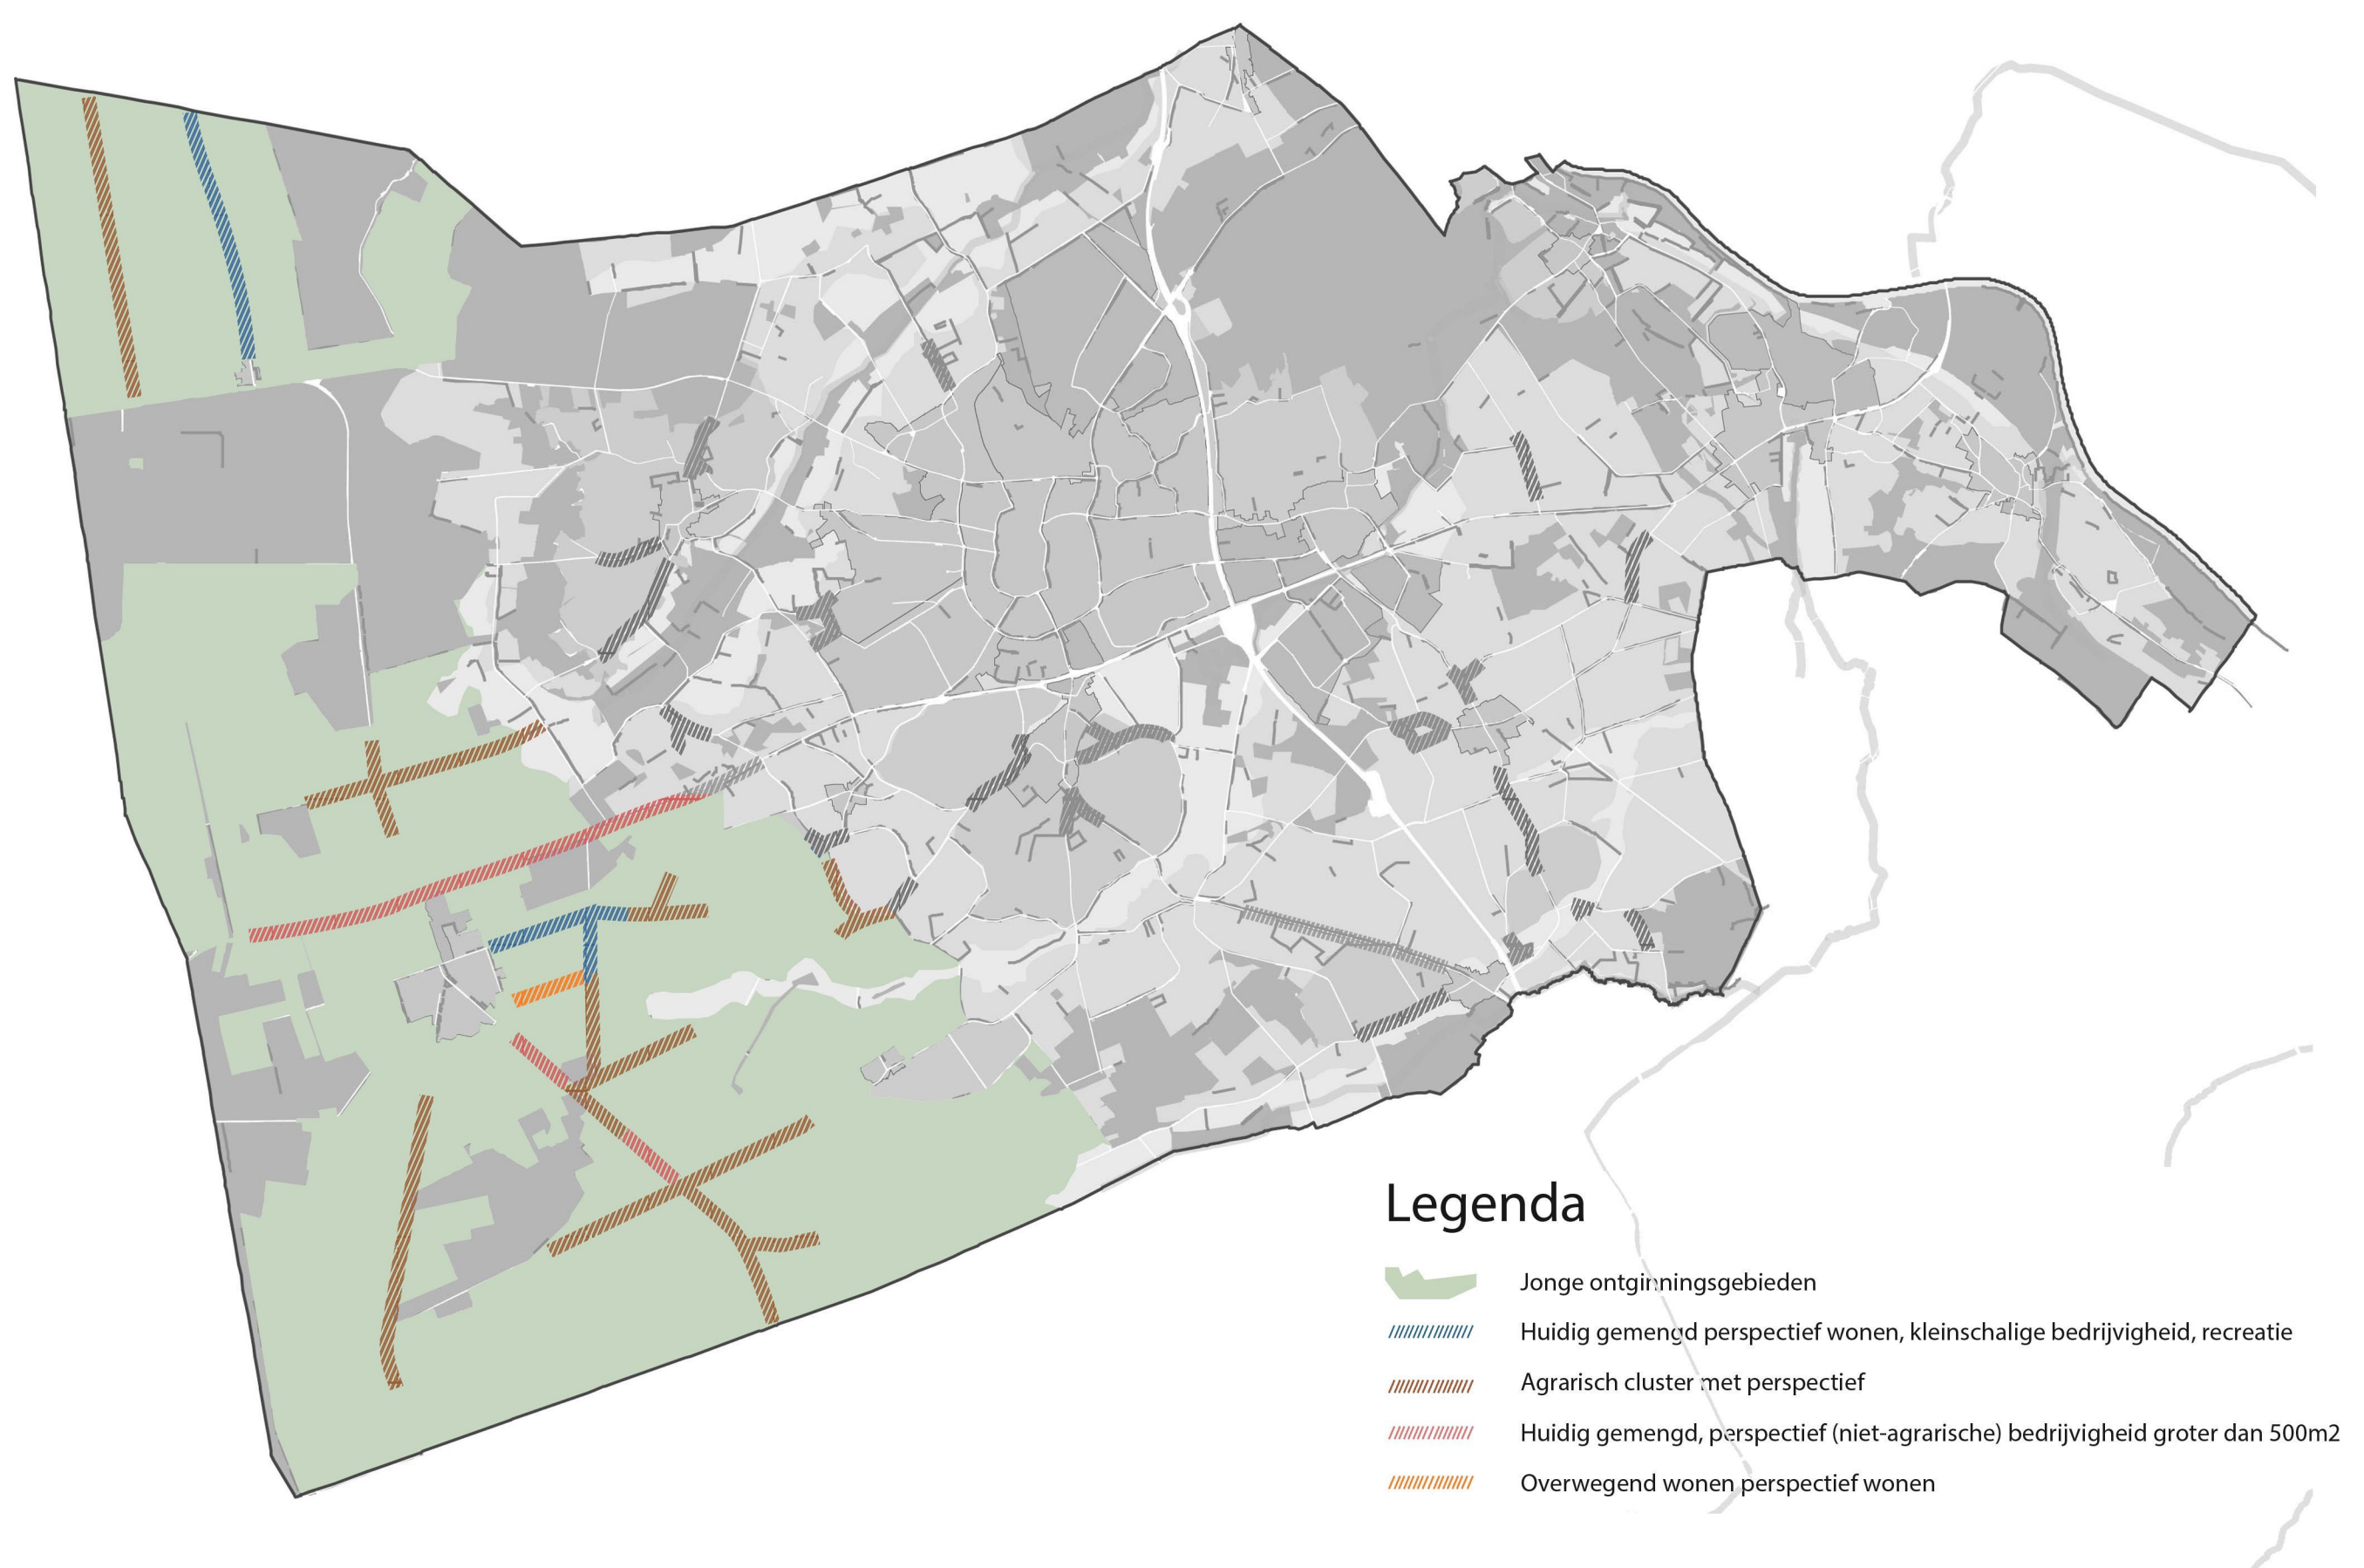 Legenda
Jonge ontginningsgebieden
Huidig gemengd perspectief wonen, kleinschalige bedrijvigheid, recreatie
Agrarisch cluster met perspectief
Huidig gemengd, perspectief (niet-agrarische) bedrijvigheid groter dan 500m2
Overwegend wonen perspectief wonen